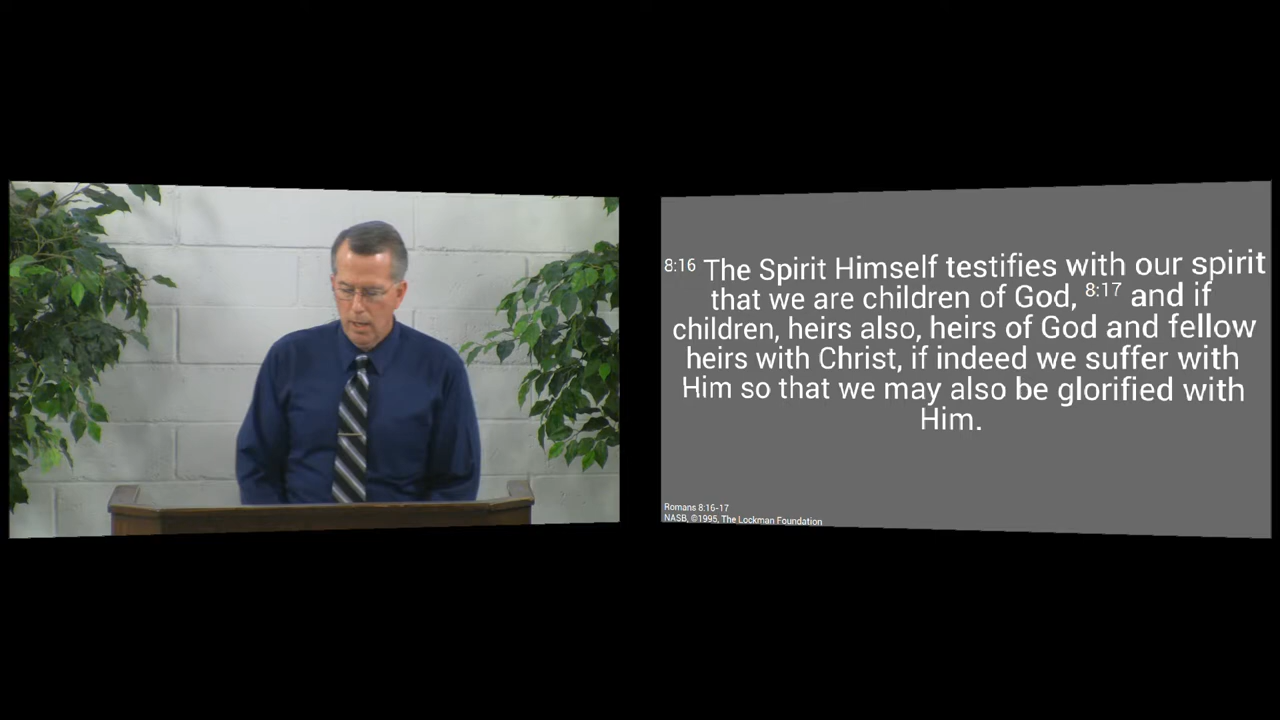 8:16 The Spirit Himself testifies with our spirit
that we are children of God, 8:17 and if
children, heirs also, heirs of God and fellow
heirs with Christ, if indeed we suffer with
Him so that we may also be glorified with
Him.
Romans 8:16-17
NASB, ©1995, The Lockman Foundation